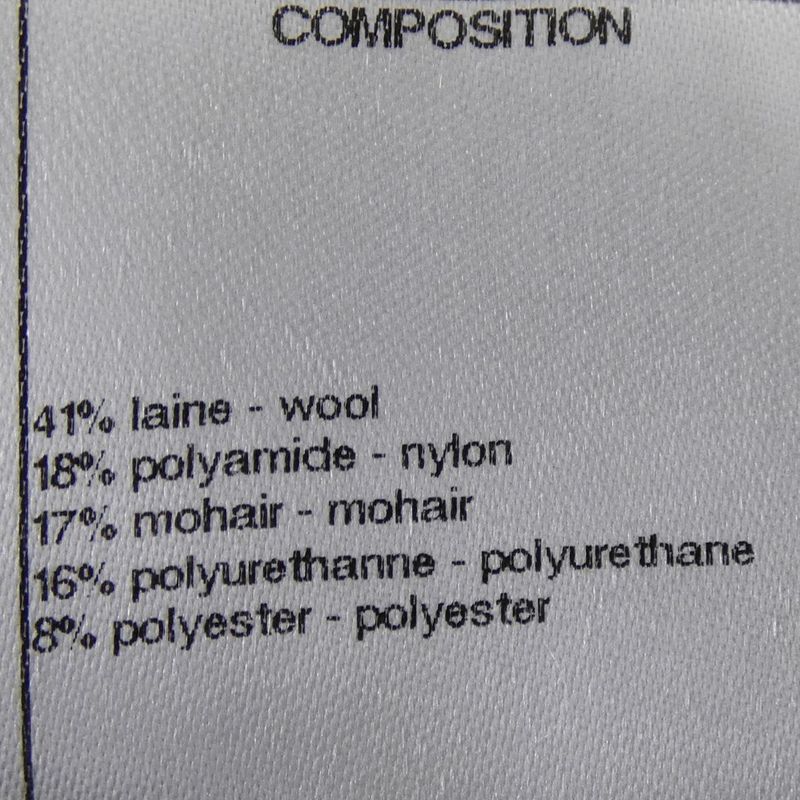 COMPOSITION
41% laine - wool
18% polyamide - nylon
17% mohair - mohair
16% polyurethanne - polyurethane
8% polyester - polyester